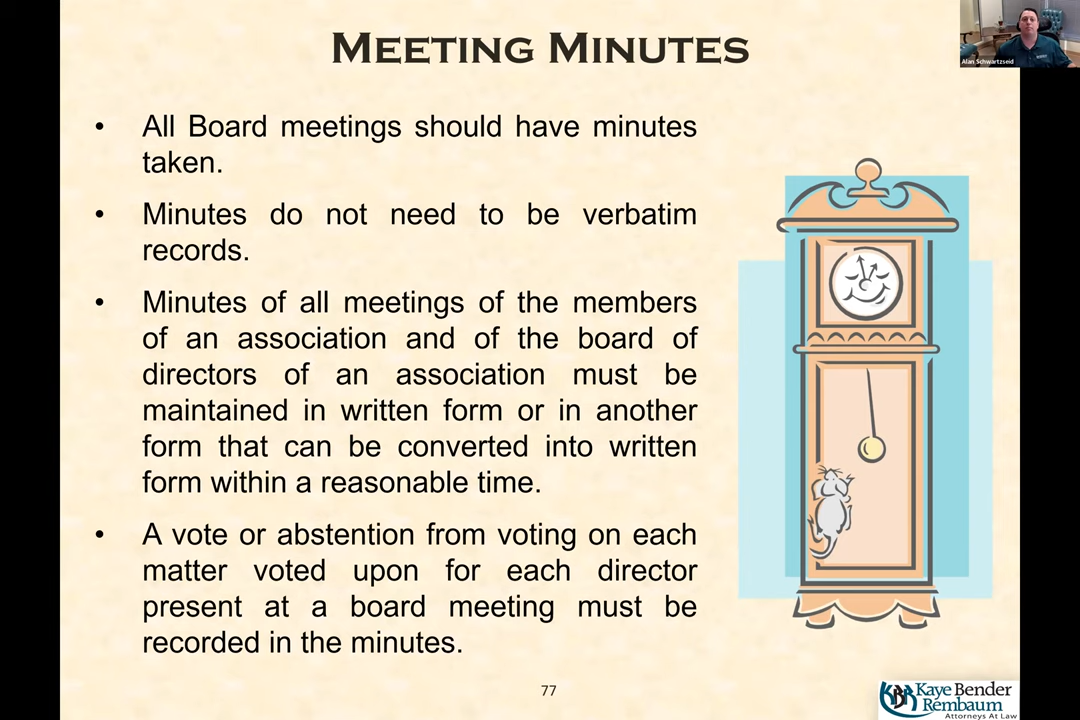 MEETING MINUTES
Alan Schwartzseid
• All Board meetings should have minutes
taken.
• Minutes do not need to be verbatim
records.
• Minutes of all meetings of the members
of an association and of the board of
directors of an association must be
maintained in written form or in another
form that can be converted into written
form within a reasonable time.
• A vote or abstention from voting on each
matter voted upon for each director
present at a board meeting must be
recorded in the minutes.
77
KBR Kaye Bender
Rembaum
Attorneys At Law